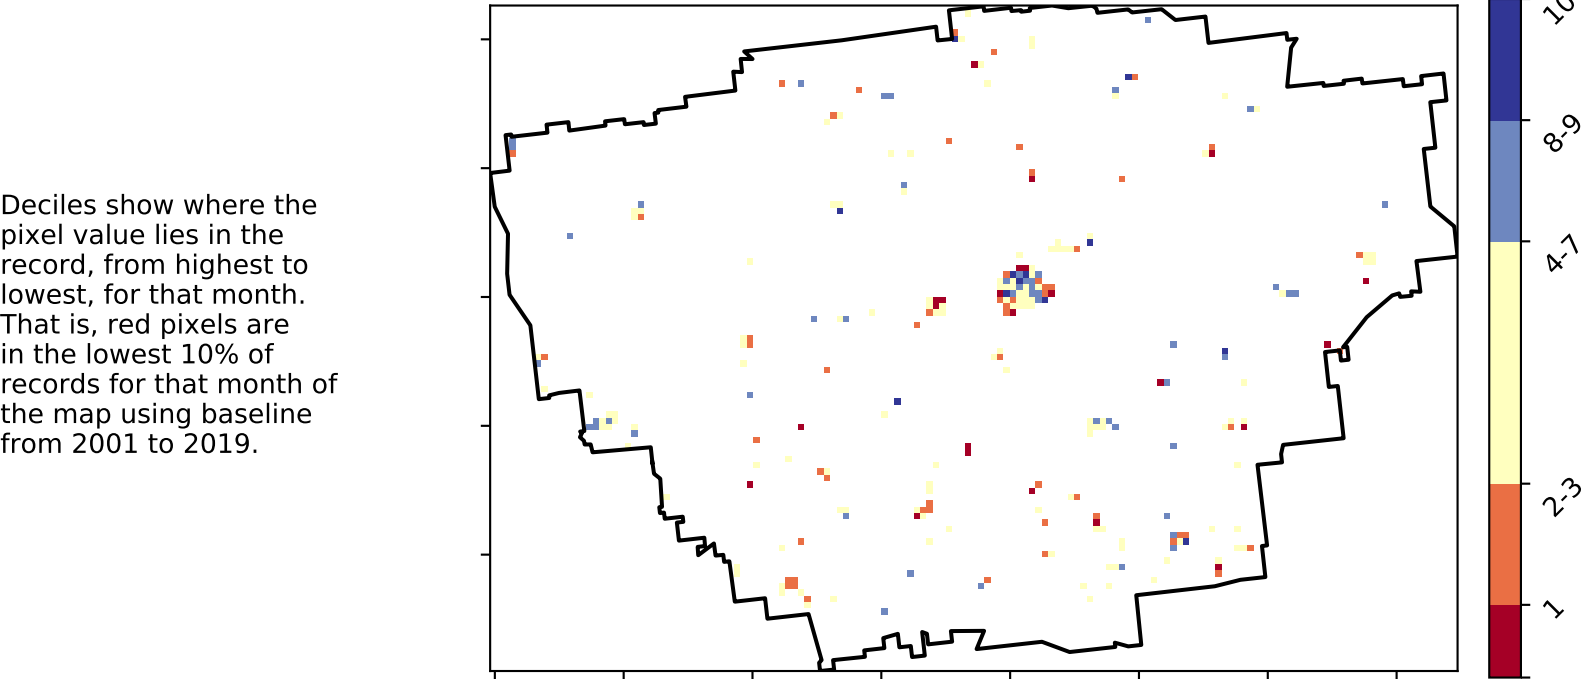 Deciles show where the
pixel value lies in the
record, from highest to
lowest, for that month.
That is, red pixels are
in the lowest 10% of
records for that month of
the map using baseline
from 2001 to 2019.
10
8-9
4-7
2-3
1